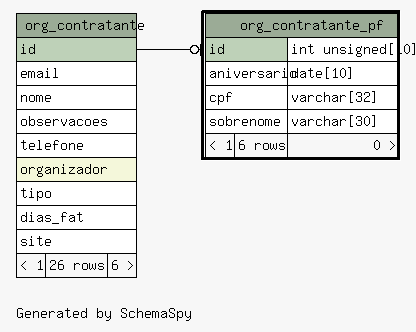 org_contratante
id
email
nome
observacoes
telefone
organizador
tipo
dias_fat
site
< 1 26 rows 6 >
org_contratante_pf
id int unsigned[10]
aniversario date[10]
cpf varchar[32]
sobrenome varchar[30]
< 1 6 rows 0 >
Generated by SchemaSpy